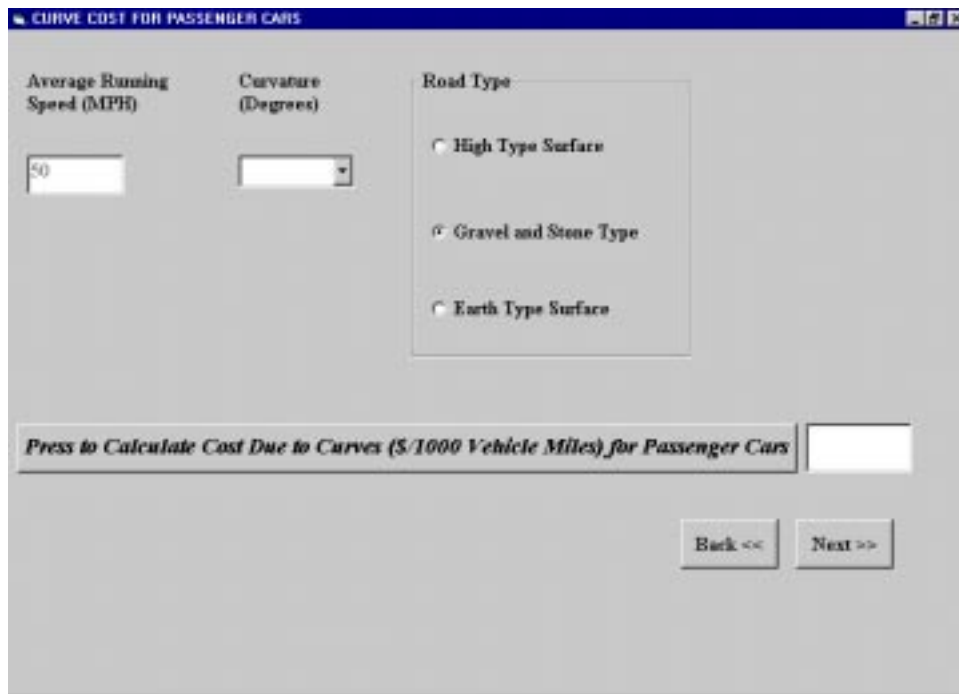 CURVE COST FOR PASSENGER CARS
Average Running
Speed (MPH)
Curvature
(Degrees)
Road Type
50
High Type Surface
Gravel and Stone Type
Earth Type Surface
Press to Calculate Cost Due to Curves ($/1000 Vehicle Miles) for Passenger Cars
Back <<
Next >>